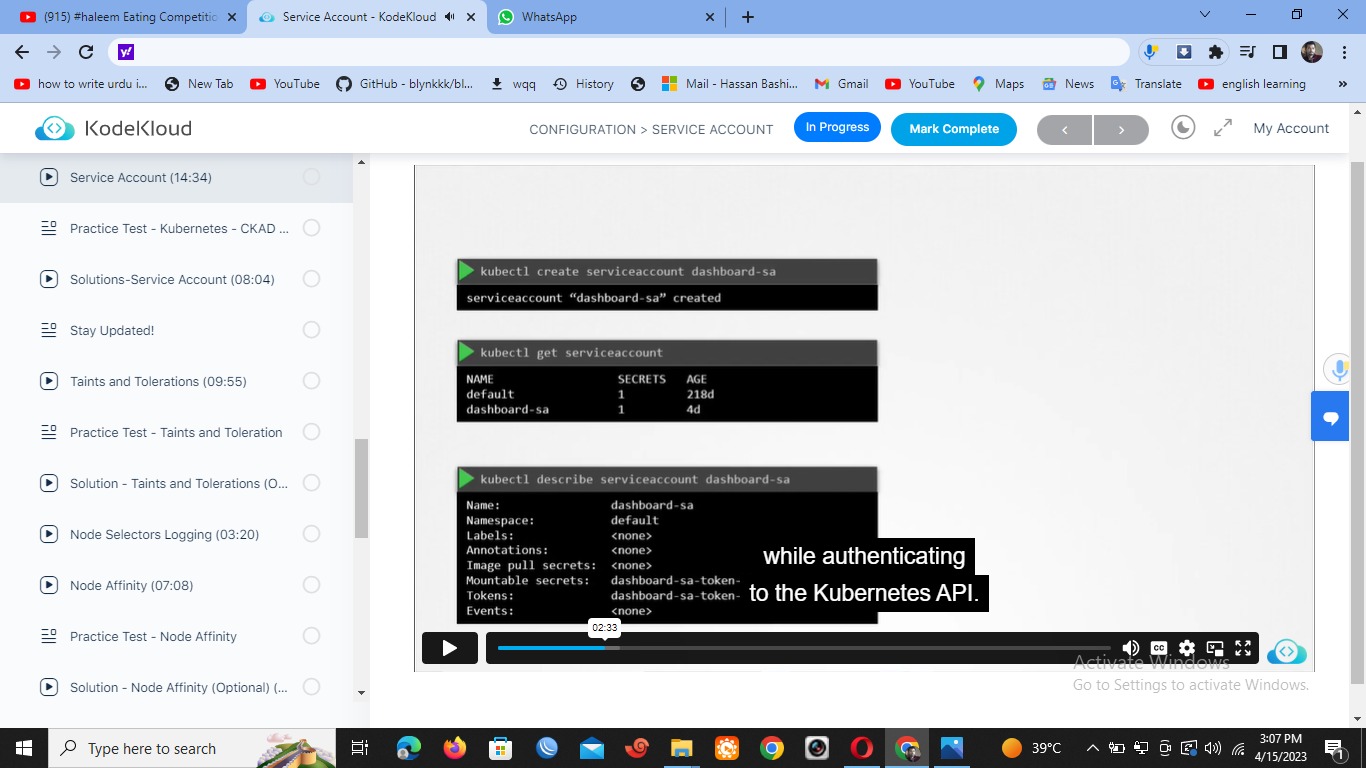 (915) #haleem Eating Competitio
Service Account - KodeKloud
WhatsApp
how to write urdu i...
New Tab
YouTube
GitHub - blynkkk/bl...
wqq
History
Mail - Hassan Bashi...
Gmail
YouTube
Maps
News
Translate
english learning
»
KodeKloud
CONFIGURATION > SERVICE ACCOUNT
In Progress
Mark Complete
My Account
Service Account (14:34)
Practice Test - Kubernetes - CKAD ...
Solutions-Service Account (08:04)
Stay Updated!
Taints and Tolerations (09:55)
Practice Test - Taints and Toleration
Solution - Taints and Tolerations (O...
Node Selectors Logging (03:20)
Node Affinity (07:08)
Practice Test - Node Affinity
Solution - Node Affinity (Optional) (...
kubectl create serviceaccount dashboard-sa
serviceaccount “dashboard-sa” created
kubectl get serviceaccount
NAME SECRETS AGE
default 1 218d
dashboard-sa 1 4d
kubectl describe serviceaccount dashboard-sa
Name: dashboard-sa
Namespace: default
Labels: <none>
Annotations: <none>
Image pull secrets: <none>
Mountable secrets: dashboard-sa-token-
Tokens: dashboard-sa-token-
Events: <none>
while authenticating
to the Kubernetes API.
02:33
CC
Activate Windows
Go to Settings to activate Windows.
Type here to search
39°C
3:07 PM
4/15/2023
1